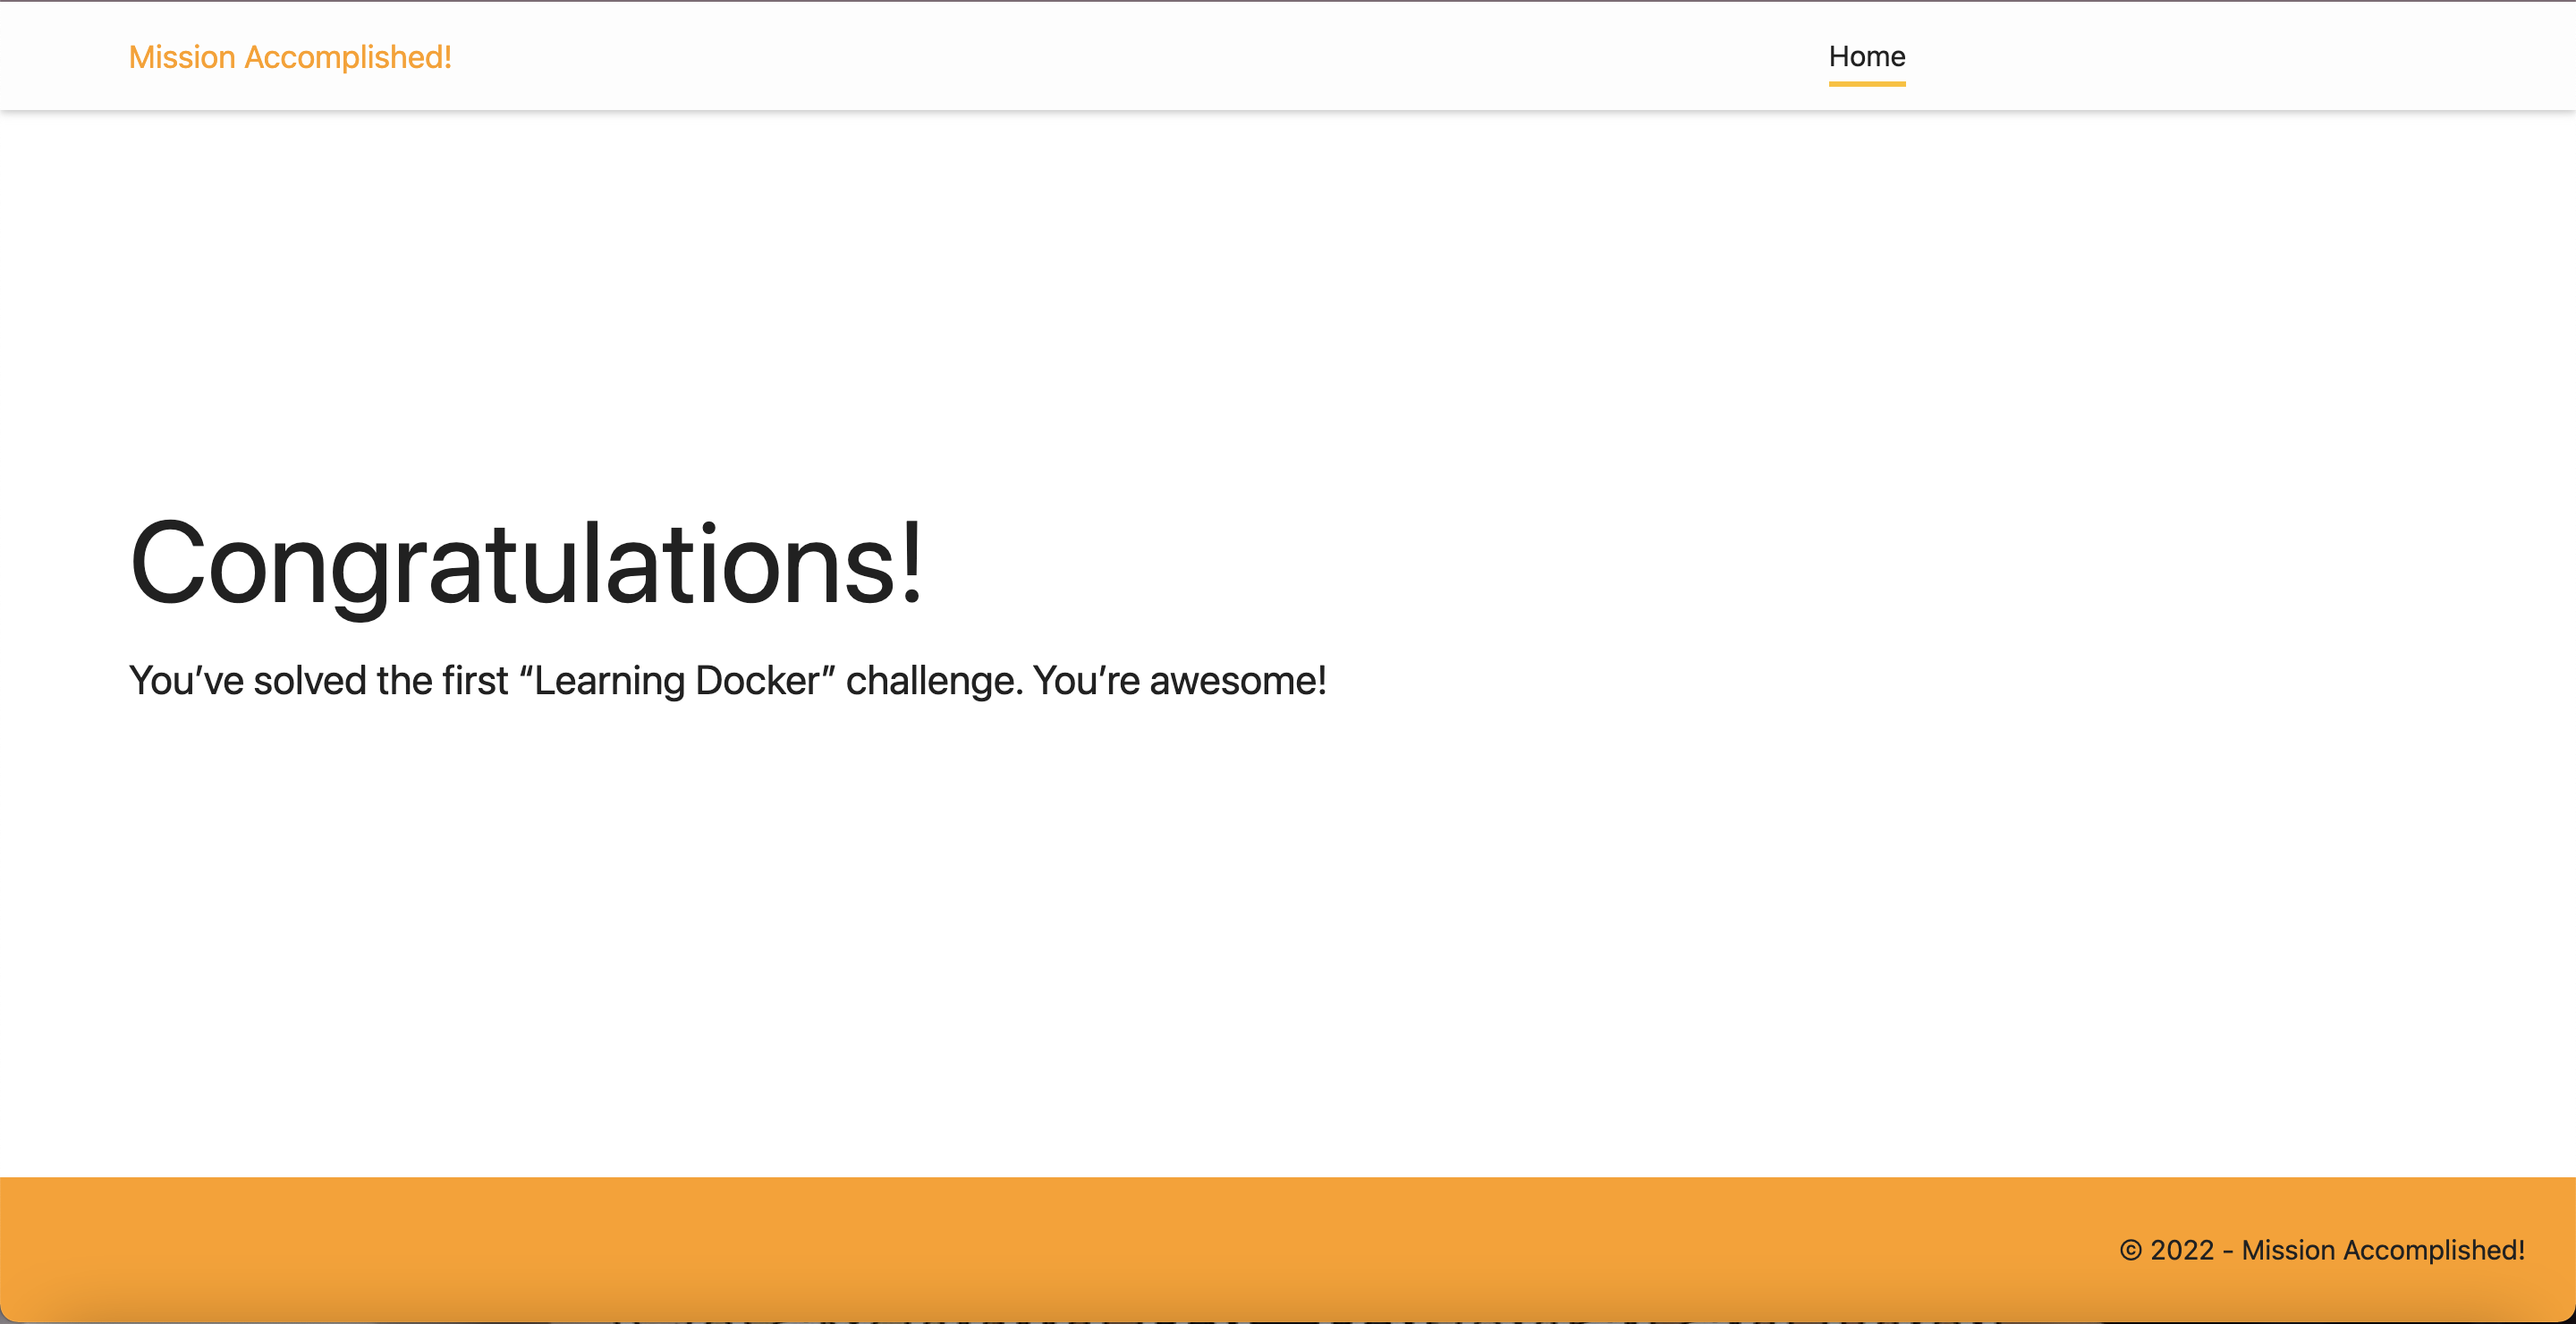 Mission Accomplished!
Home
Congratulations!
You’ve solved the first “Learning Docker” challenge. You’re awesome!
© 2022 - Mission Accomplished!